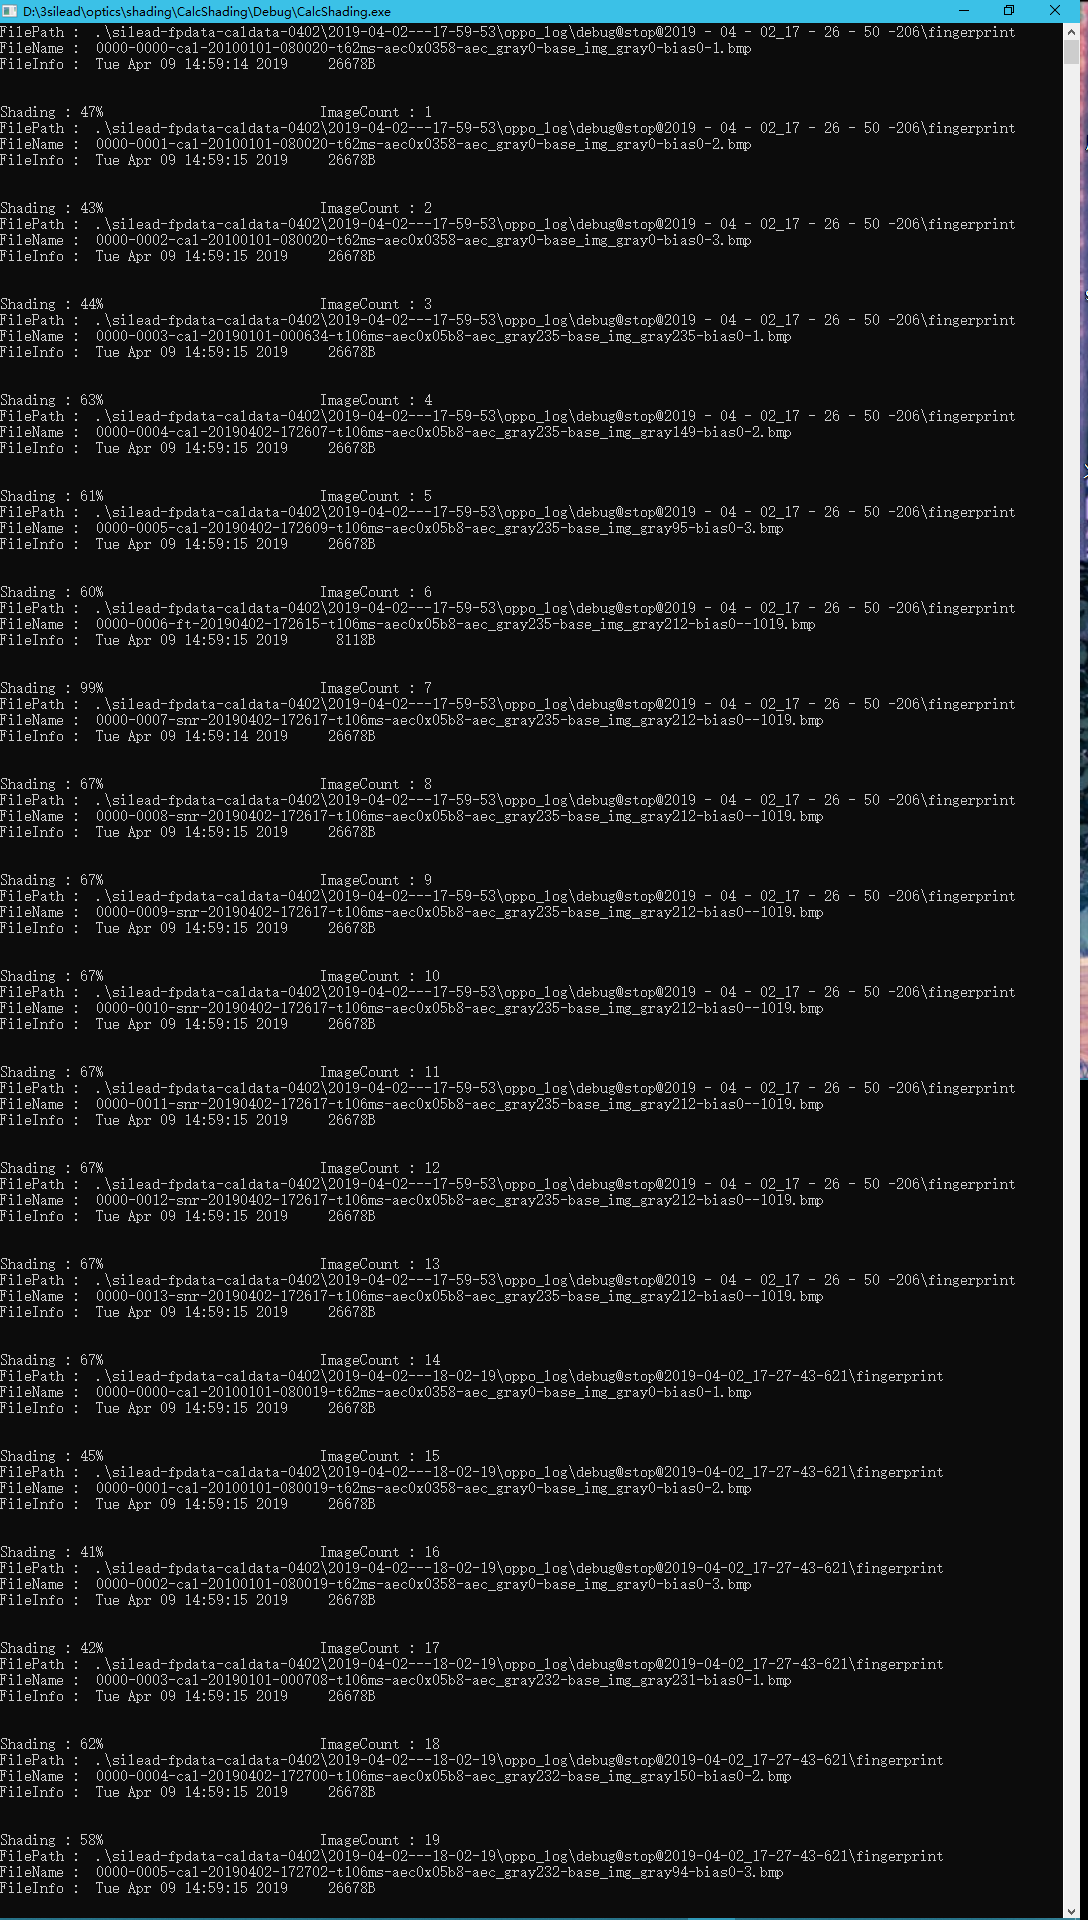 D:\3silead\optics\shading\CalcShading\Debug\CalcShading.exe
FilePath : .\silead-fpdata-caldata-0402\2019-04-02---17-59-53\oppo_log\debug@stop@2019 - 04 - 02_17 - 26 - 50 -206\fingerprint
FileName : 0000-0000-cal-20100101-080020-t62ms-aec0x0358-aec_gray0-base_img_gray0-bias0-1.bmp
FileInfo : Tue Apr 09 14:59:14 2019 26678B
Shading : 47% ImageCount : 1
FilePath : .\silead-fpdata-caldata-0402\2019-04-02---17-59-53\oppo_log\debug@stop@2019 - 04 - 02_17 - 26 - 50 -206\fingerprint
FileName : 0000-0001-cal-20100101-080020-t62ms-aec0x0358-aec_gray0-base_img_gray0-bias0-2.bmp
FileInfo : Tue Apr 09 14:59:15 2019 26678B
Shading : 43% ImageCount : 2
FilePath : .\silead-fpdata-caldata-0402\2019-04-02---17-59-53\oppo_log\debug@stop@2019 - 04 - 02_17 - 26 - 50 -206\fingerprint
FileName : 0000-0002-cal-20100101-080020-t62ms-aec0x0358-aec_gray0-base_img_gray0-bias0-3.bmp
FileInfo : Tue Apr 09 14:59:15 2019 26678B
Shading : 44% ImageCount : 3
FilePath : .\silead-fpdata-caldata-0402\2019-04-02---17-59-53\oppo_log\debug@stop@2019 - 04 - 02_17 - 26 - 50 -206\fingerprint
FileName : 0000-0003-cal-20190101-000634-t106ms-aec0x05b8-aec_gray235-base_img_gray235-bias0-1.bmp
FileInfo : Tue Apr 09 14:59:15 2019 26678B
Shading : 63% ImageCount : 4
FilePath : .\silead-fpdata-caldata-0402\2019-04-02---17-59-53\oppo_log\debug@stop@2019 - 04 - 02_17 - 26 - 50 -206\fingerprint
FileName : 0000-0004-cal-20190402-172607-t106ms-aec0x05b8-aec_gray235-base_img_gray149-bias0-2.bmp
FileInfo : Tue Apr 09 14:59:15 2019 26678B
Shading : 61% ImageCount : 5
FilePath : .\silead-fpdata-caldata-0402\2019-04-02---17-59-53\oppo_log\debug@stop@2019 - 04 - 02_17 - 26 - 50 -206\fingerprint
FileName : 0000-0005-cal-20190402-172609-t106ms-aec0x05b8-aec_gray235-base_img_gray95-bias0-3.bmp
FileInfo : Tue Apr 09 14:59:15 2019 26678B
Shading : 60% ImageCount : 6
FilePath : .\silead-fpdata-caldata-0402\2019-04-02---17-59-53\oppo_log\debug@stop@2019 - 04 - 02_17 - 26 - 50 -206\fingerprint
FileName : 0000-0006-ft-20190402-172615-t106ms-aec0x05b8-aec_gray235-base_img_gray212-bias0--1019.bmp
FileInfo : Tue Apr 09 14:59:15 2019 8118B
Shading : 99% ImageCount : 7
FilePath : .\silead-fpdata-caldata-0402\2019-04-02---17-59-53\oppo_log\debug@stop@2019 - 04 - 02_17 - 26 - 50 -206\fingerprint
FileName : 0000-0007-snr-20190402-172617-t106ms-aec0x05b8-aec_gray235-base_img_gray212-bias0--1019.bmp
FileInfo : Tue Apr 09 14:59:14 2019 26678B
Shading : 67% ImageCount : 8
FilePath : .\silead-fpdata-caldata-0402\2019-04-02---17-59-53\oppo_log\debug@stop@2019 - 04 - 02_17 - 26 - 50 -206\fingerprint
FileName : 0000-0008-snr-20190402-172617-t106ms-aec0x05b8-aec_gray235-base_img_gray212-bias0--1019.bmp
FileInfo : Tue Apr 09 14:59:15 2019 26678B
Shading : 67% ImageCount : 9
FilePath : .\silead-fpdata-caldata-0402\2019-04-02---17-59-53\oppo_log\debug@stop@2019 - 04 - 02_17 - 26 - 50 -206\fingerprint
FileName : 0000-0009-snr-20190402-172617-t106ms-aec0x05b8-aec_gray235-base_img_gray212-bias0--1019.bmp
FileInfo : Tue Apr 09 14:59:15 2019 26678B
Shading : 67% ImageCount : 10
FilePath : .\silead-fpdata-caldata-0402\2019-04-02---17-59-53\oppo_log\debug@stop@2019 - 04 - 02_17 - 26 - 50 -206\fingerprint
FileName : 0000-0010-snr-20190402-172617-t106ms-aec0x05b8-aec_gray235-base_img_gray212-bias0--1019.bmp
FileInfo : Tue Apr 09 14:59:15 2019 26678B
Shading : 67% ImageCount : 11
FilePath : .\silead-fpdata-caldata-0402\2019-04-02---17-59-53\oppo_log\debug@stop@2019 - 04 - 02_17 - 26 - 50 -206\fingerprint
FileName : 0000-0011-snr-20190402-172617-t106ms-aec0x05b8-aec_gray235-base_img_gray212-bias0--1019.bmp
FileInfo : Tue Apr 09 14:59:15 2019 26678B
Shading : 67% ImageCount : 12
FilePath : .\silead-fpdata-caldata-0402\2019-04-02---17-59-53\oppo_log\debug@stop@2019 - 04 - 02_17 - 26 - 50 -206\fingerprint
FileName : 0000-0012-snr-20190402-172617-t106ms-aec0x05b8-aec_gray235-base_img_gray212-bias0--1019.bmp
FileInfo : Tue Apr 09 14:59:15 2019 26678B
Shading : 67% ImageCount : 13
FilePath : .\silead-fpdata-caldata-0402\2019-04-02---17-59-53\oppo_log\debug@stop@2019 - 04 - 02_17 - 26 - 50 -206\fingerprint
FileName : 0000-0013-snr-20190402-172617-t106ms-aec0x05b8-aec_gray235-base_img_gray212-bias0--1019.bmp
FileInfo : Tue Apr 09 14:59:15 2019 26678B
Shading : 67% ImageCount : 14
FilePath : .\silead-fpdata-caldata-0402\2019-04-02---18-02-19\oppo_log\debug@stop@2019-04-02_17-27-43-621\fingerprint
FileName : 0000-0000-cal-20100101-080019-t62ms-aec0x0358-aec_gray0-base_img_gray0-bias0-1.bmp
FileInfo : Tue Apr 09 14:59:15 2019 26678B
Shading : 45% ImageCount : 15
FilePath : .\silead-fpdata-caldata-0402\2019-04-02---18-02-19\oppo_log\debug@stop@2019-04-02_17-27-43-621\fingerprint
FileName : 0000-0001-cal-20100101-080019-t62ms-aec0x0358-aec_gray0-base_img_gray0-bias0-2.bmp
FileInfo : Tue Apr 09 14:59:15 2019 26678B
Shading : 41% ImageCount : 16
FilePath : .\silead-fpdata-caldata-0402\2019-04-02---18-02-19\oppo_log\debug@stop@2019-04-02_17-27-43-621\fingerprint
FileName : 0000-0002-cal-20100101-080019-t62ms-aec0x0358-aec_gray0-base_img_gray0-bias0-3.bmp
FileInfo : Tue Apr 09 14:59:15 2019 26678B
Shading : 42% ImageCount : 17
FilePath : .\silead-fpdata-caldata-0402\2019-04-02---18-02-19\oppo_log\debug@stop@2019-04-02_17-27-43-621\fingerprint
FileName : 0000-0003-cal-20190101-000708-t106ms-aec0x05b8-aec_gray232-base_img_gray231-bias0-1.bmp
FileInfo : Tue Apr 09 14:59:15 2019 26678B
Shading : 62% ImageCount : 18
FilePath : .\silead-fpdata-caldata-0402\2019-04-02---18-02-19\oppo_log\debug@stop@2019-04-02_17-27-43-621\fingerprint
FileName : 0000-0004-cal-20190402-172700-t106ms-aec0x05b8-aec_gray232-base_img_gray150-bias0-2.bmp
FileInfo : Tue Apr 09 14:59:15 2019 26678B
Shading : 58% ImageCount : 19
FilePath : .\silead-fpdata-caldata-0402\2019-04-02---18-02-19\oppo_log\debug@stop@2019-04-02_17-27-43-621\fingerprint
FileName : 0000-0005-cal-20190402-172702-t106ms-aec0x05b8-aec_gray232-base_img_gray94-bias0-3.bmp
FileInfo : Tue Apr 09 14:59:15 2019 26678B